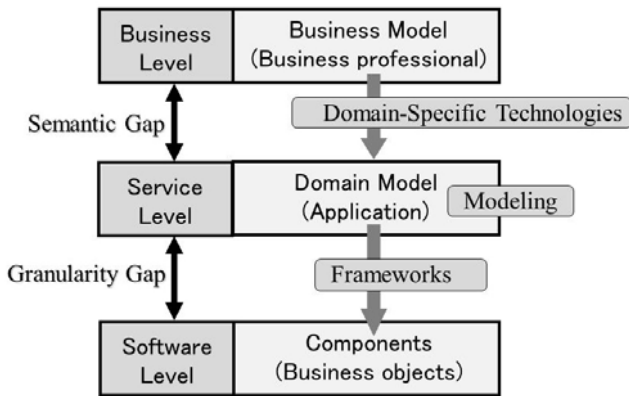 Business
Level
Business Model
(Business professional)
Semantic Gap
Domain-Specific Technologies
Service
Level
Domain Model
(Application)
Modeling
Granularity Gap
Frameworks
Software
Level
Components
(Business objects)